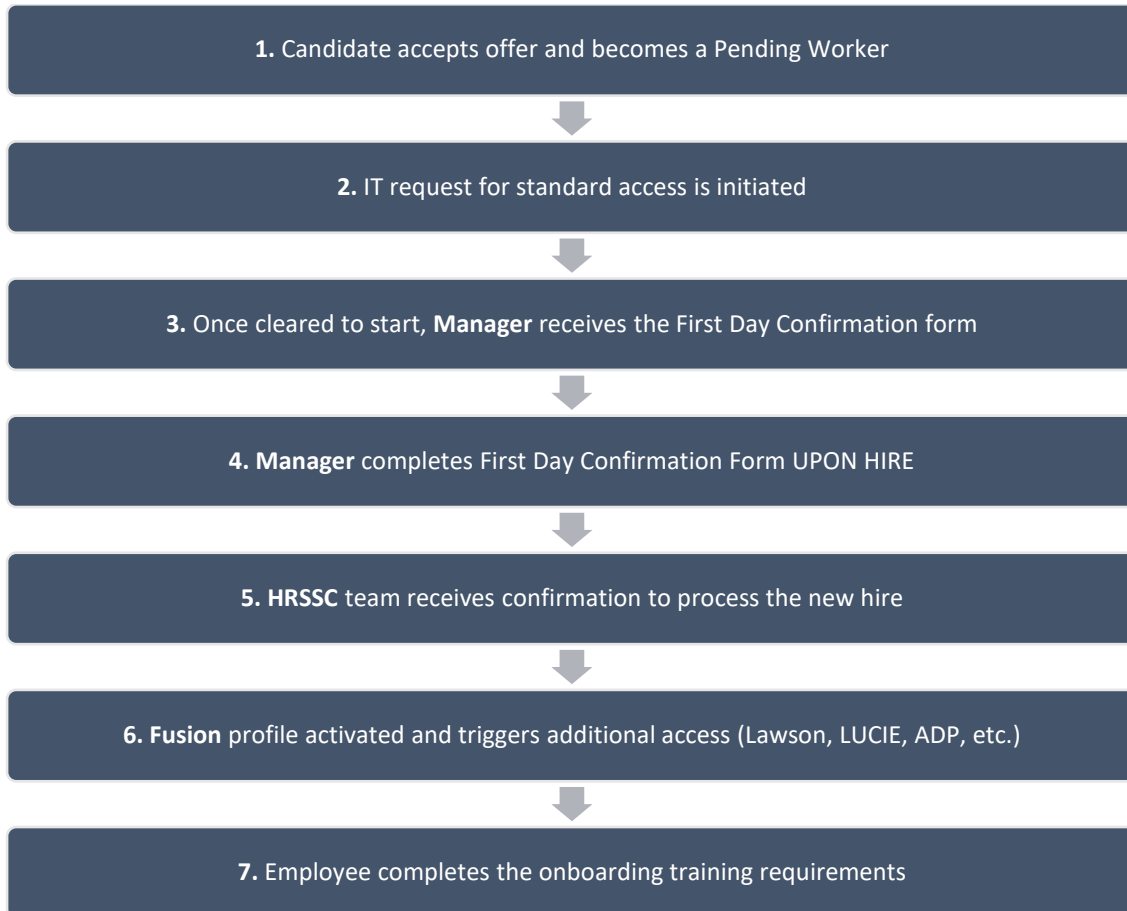 1. Candidate accepts offer and becomes a Pending Worker
2. IT request for standard access is initiated
3. Once cleared to start, Manager receives the First Day Confirmation form
4. Manager completes First Day Confirmation Form UPON HIRE
5. HRSSC team receives confirmation to process the new hire
6. Fusion profile activated and triggers additional access (Lawson, LUCIE, ADP, etc.)
7. Employee completes the onboarding training requirements